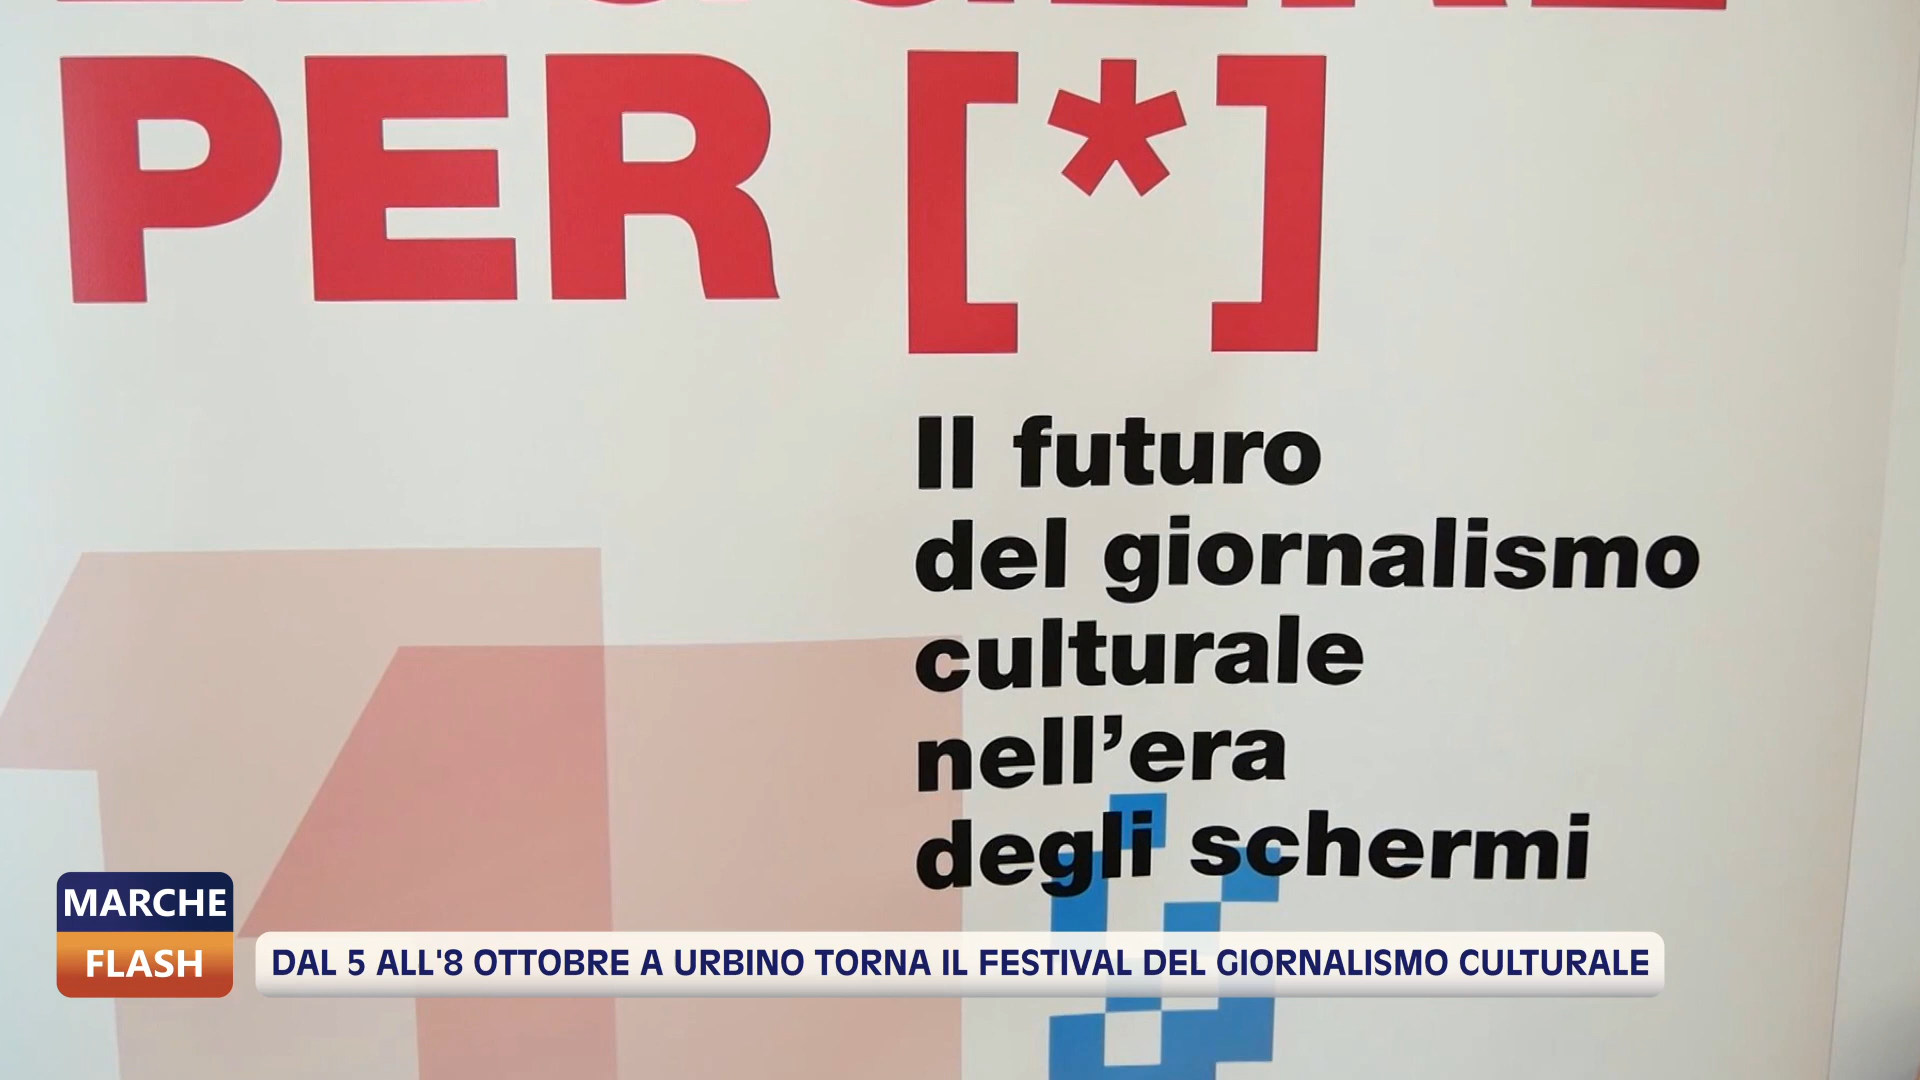 PER [*]
Il futuro
del giornalismo
culturale
nell'era
degli schermi
11
MARCHE
FLASH
DAL 5 ALL'8 OTTOBRE A URBINO TORNA IL FESTIVAL DEL GIORNALISMO CULTURALE